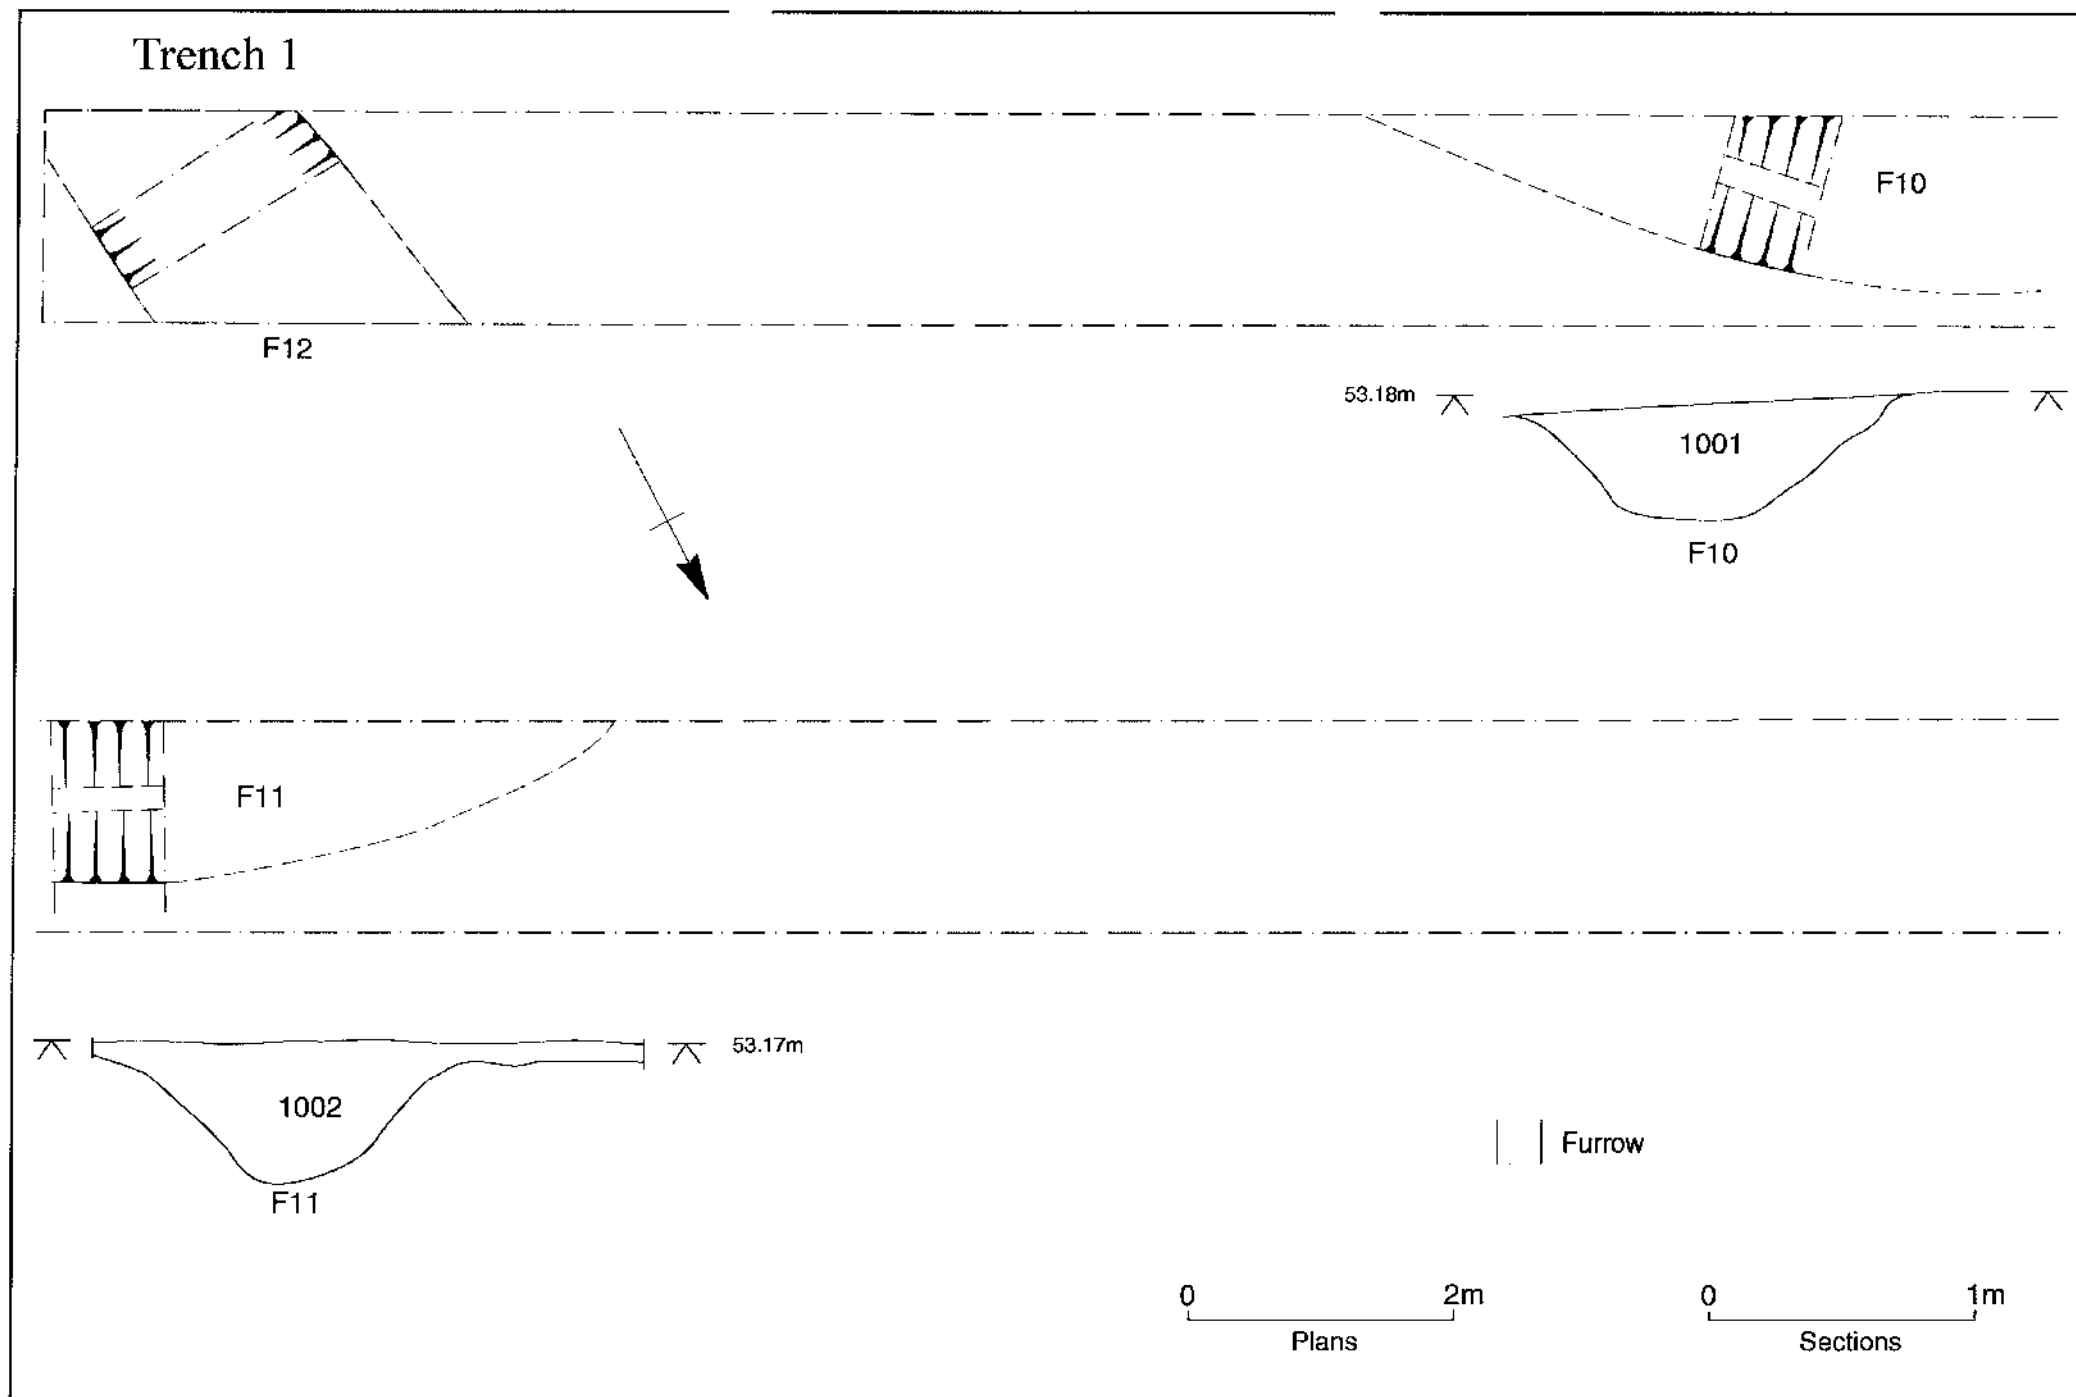 Trench 1
F10
F12
53.18m
1001
F10
F11
53.17m
1002
F11
Furrow
0 2m
Plans
0 1m
Sections